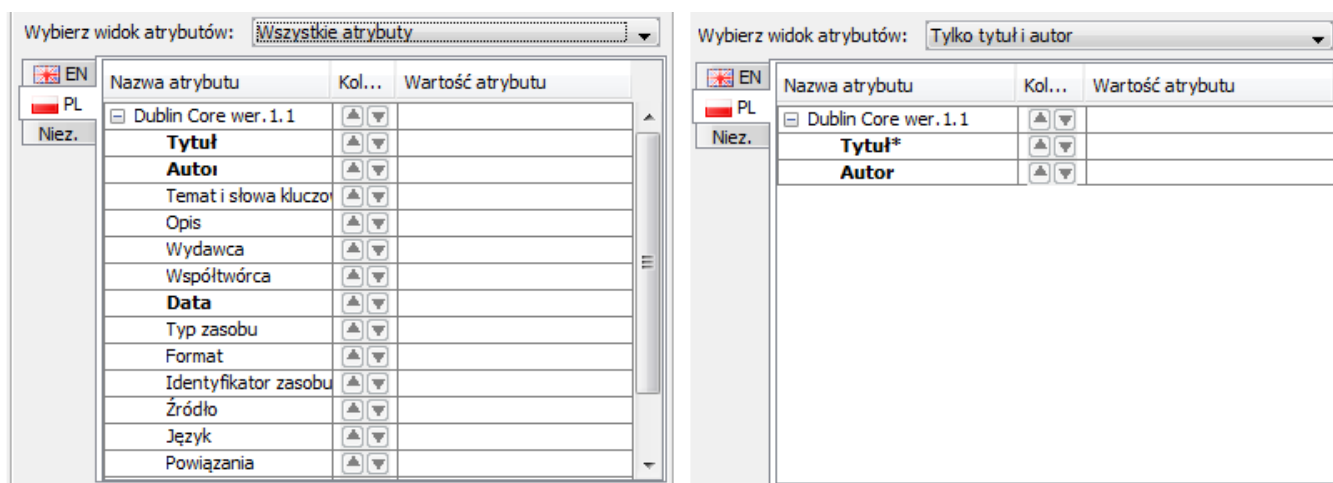 Wybierz widok atrybutów: Wszystkie atrybuty
EN
PL
Niez.
Nazwa atrybutu Kol... Wartość atrybutu
Dublin Core wer.1.1
Tytuł
Autor
Temat i słowa kluczo
Opis
Wydawca
Współtwórca
Data
Typ zasobu
Format
Identyfikator zasobu
Źródło
Język
Powiązania
Wybierz widok atrybutów: Tylko tytuł i autor
EN
PL
Niez.
Nazwa atrybutu Kol... Wartość atrybutu
Dublin Core wer.1.1
Tytuł*
Autor